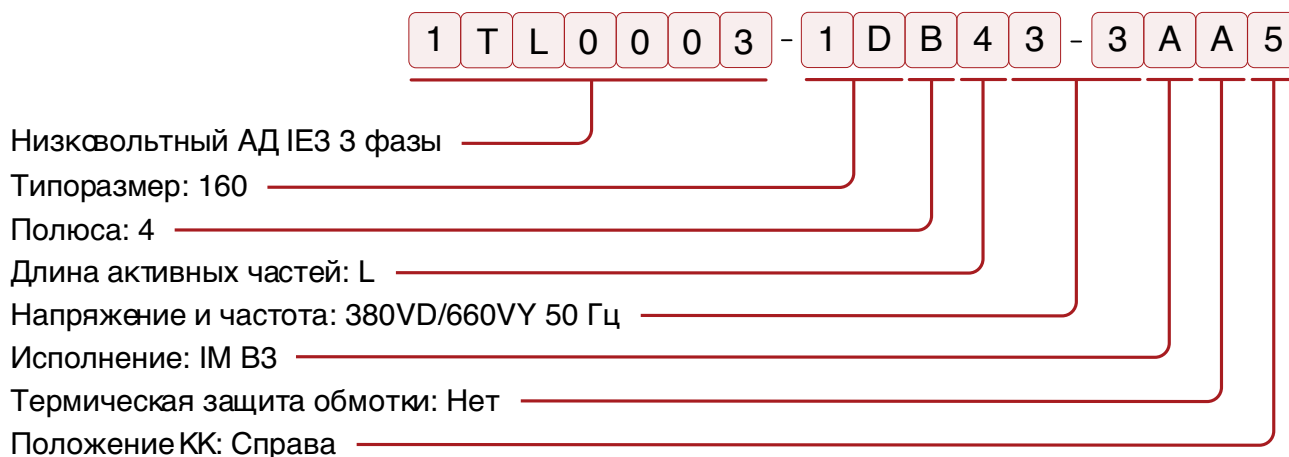 1TL0003-1DB43-3AA5
Низковольтный АД IE3 3 фазы
Типоразмер: 160
Полюса: 4
Длина активных частей: L
Напряжение и частота: 380VD/660VY 50 Гц
Исполнение: IM B3
Термическая защита обмотки: Нет
Положение КК: Справа